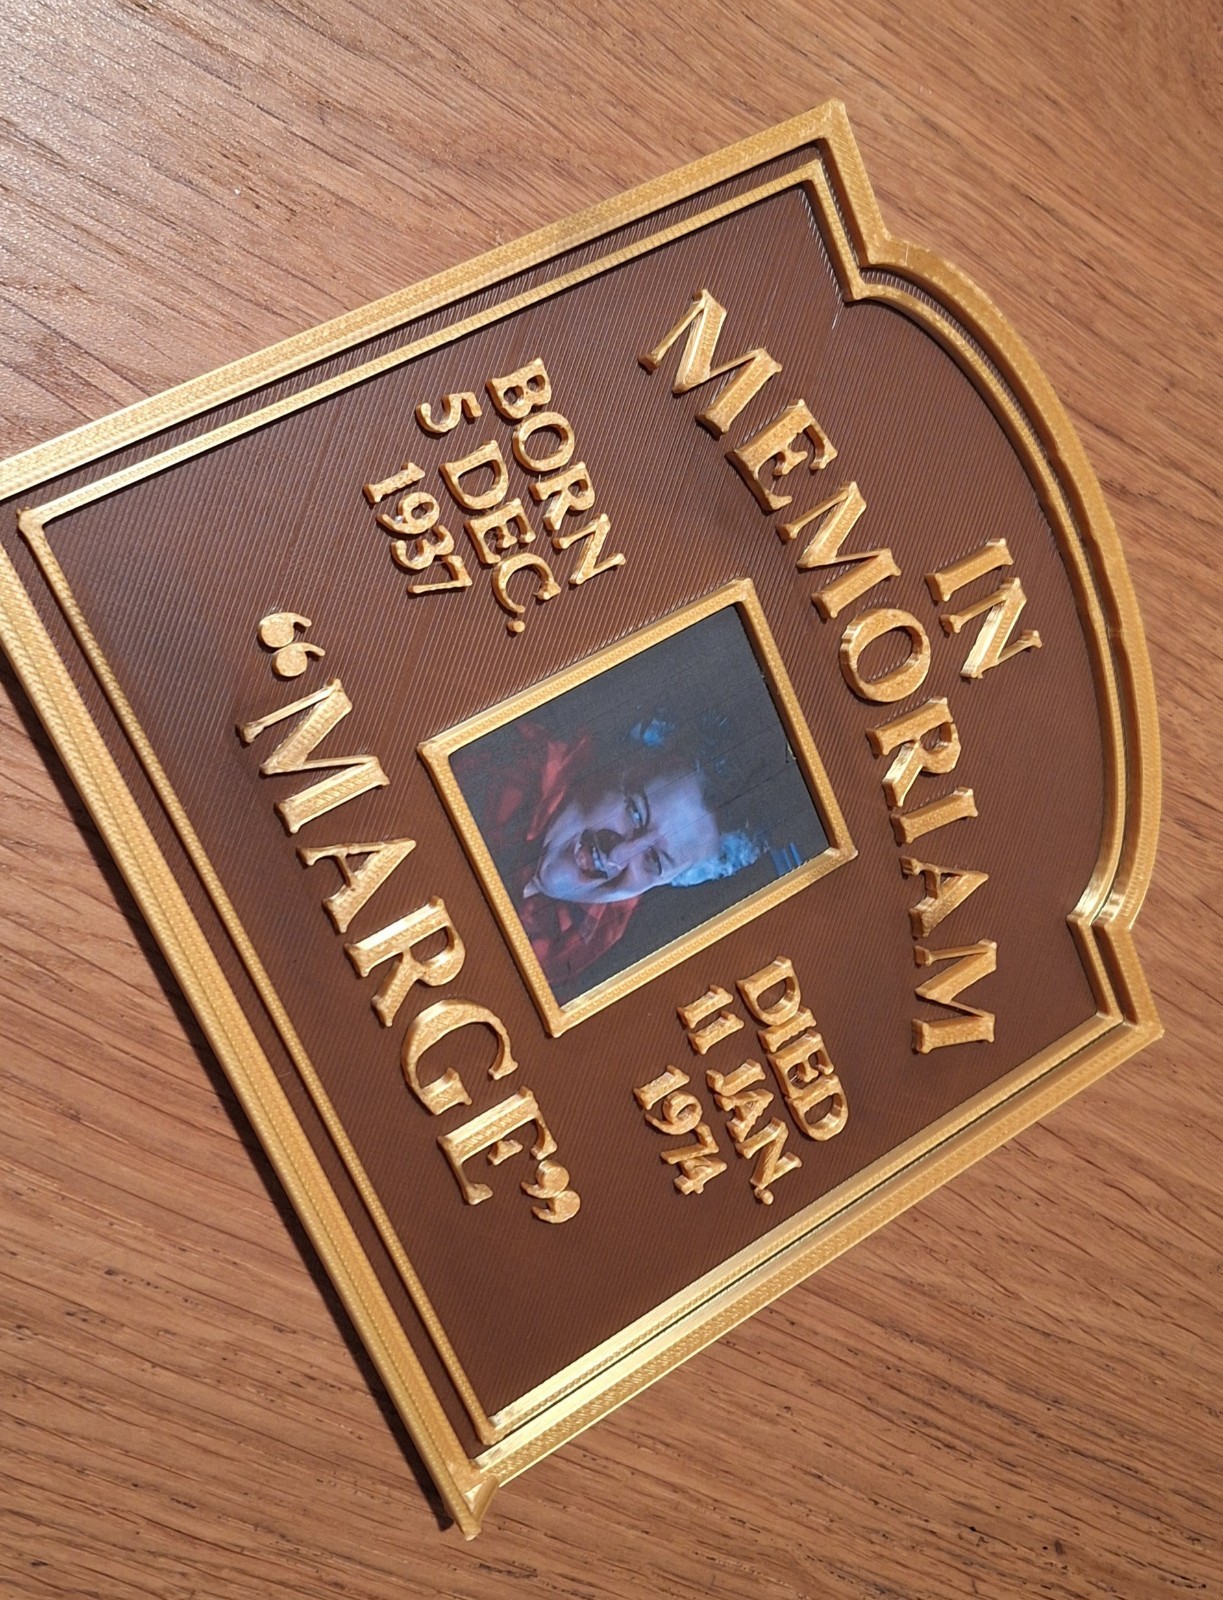 IN
MEMORIAM
BORN
5 DEC.
1937
DIED
11 JAN.
1974
“MARGE”